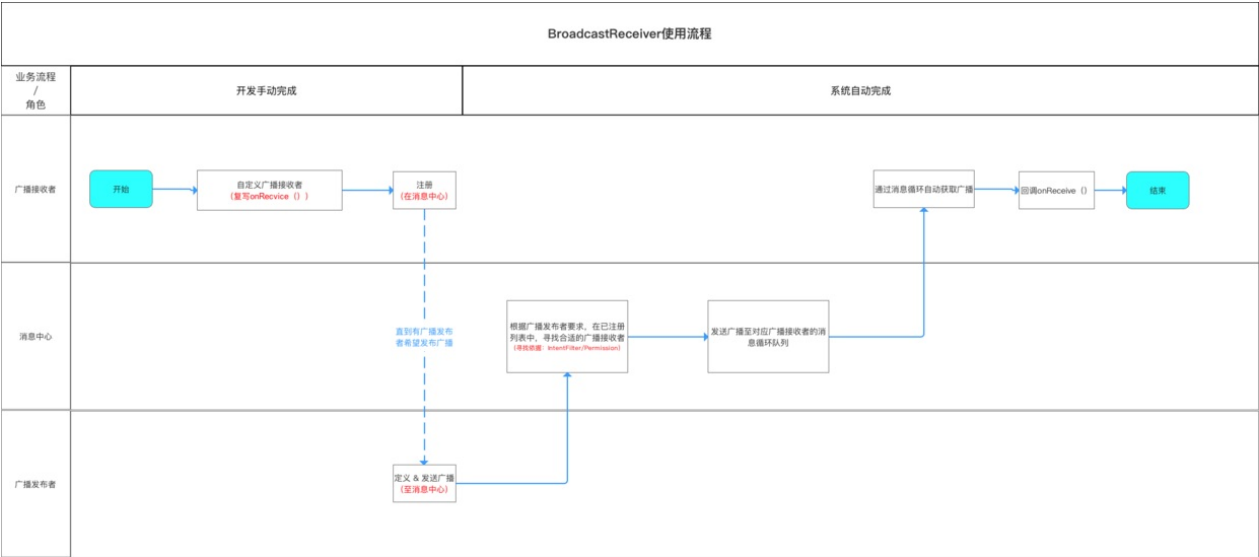 BroadcastReceiver使用流程
业务流程
/
角色
开发手动完成
系统自动完成
广播接收者
开始
自定义广播接收者
（复写onRecvice（））
注册
（在消息中心）
通过消息循环自动获取广播
回调onReceive（）
结束
消息中心
直到有广播发布
者希望发布广播
根据广播发布者要求，在已注册
列表中，寻找合适的广播接收者
（寻找依据：IntentFilter/Permission）
发送广播至对应广播接收者的消
息循环队列
广播发布者
定义 & 发送广播
（至消息中心）